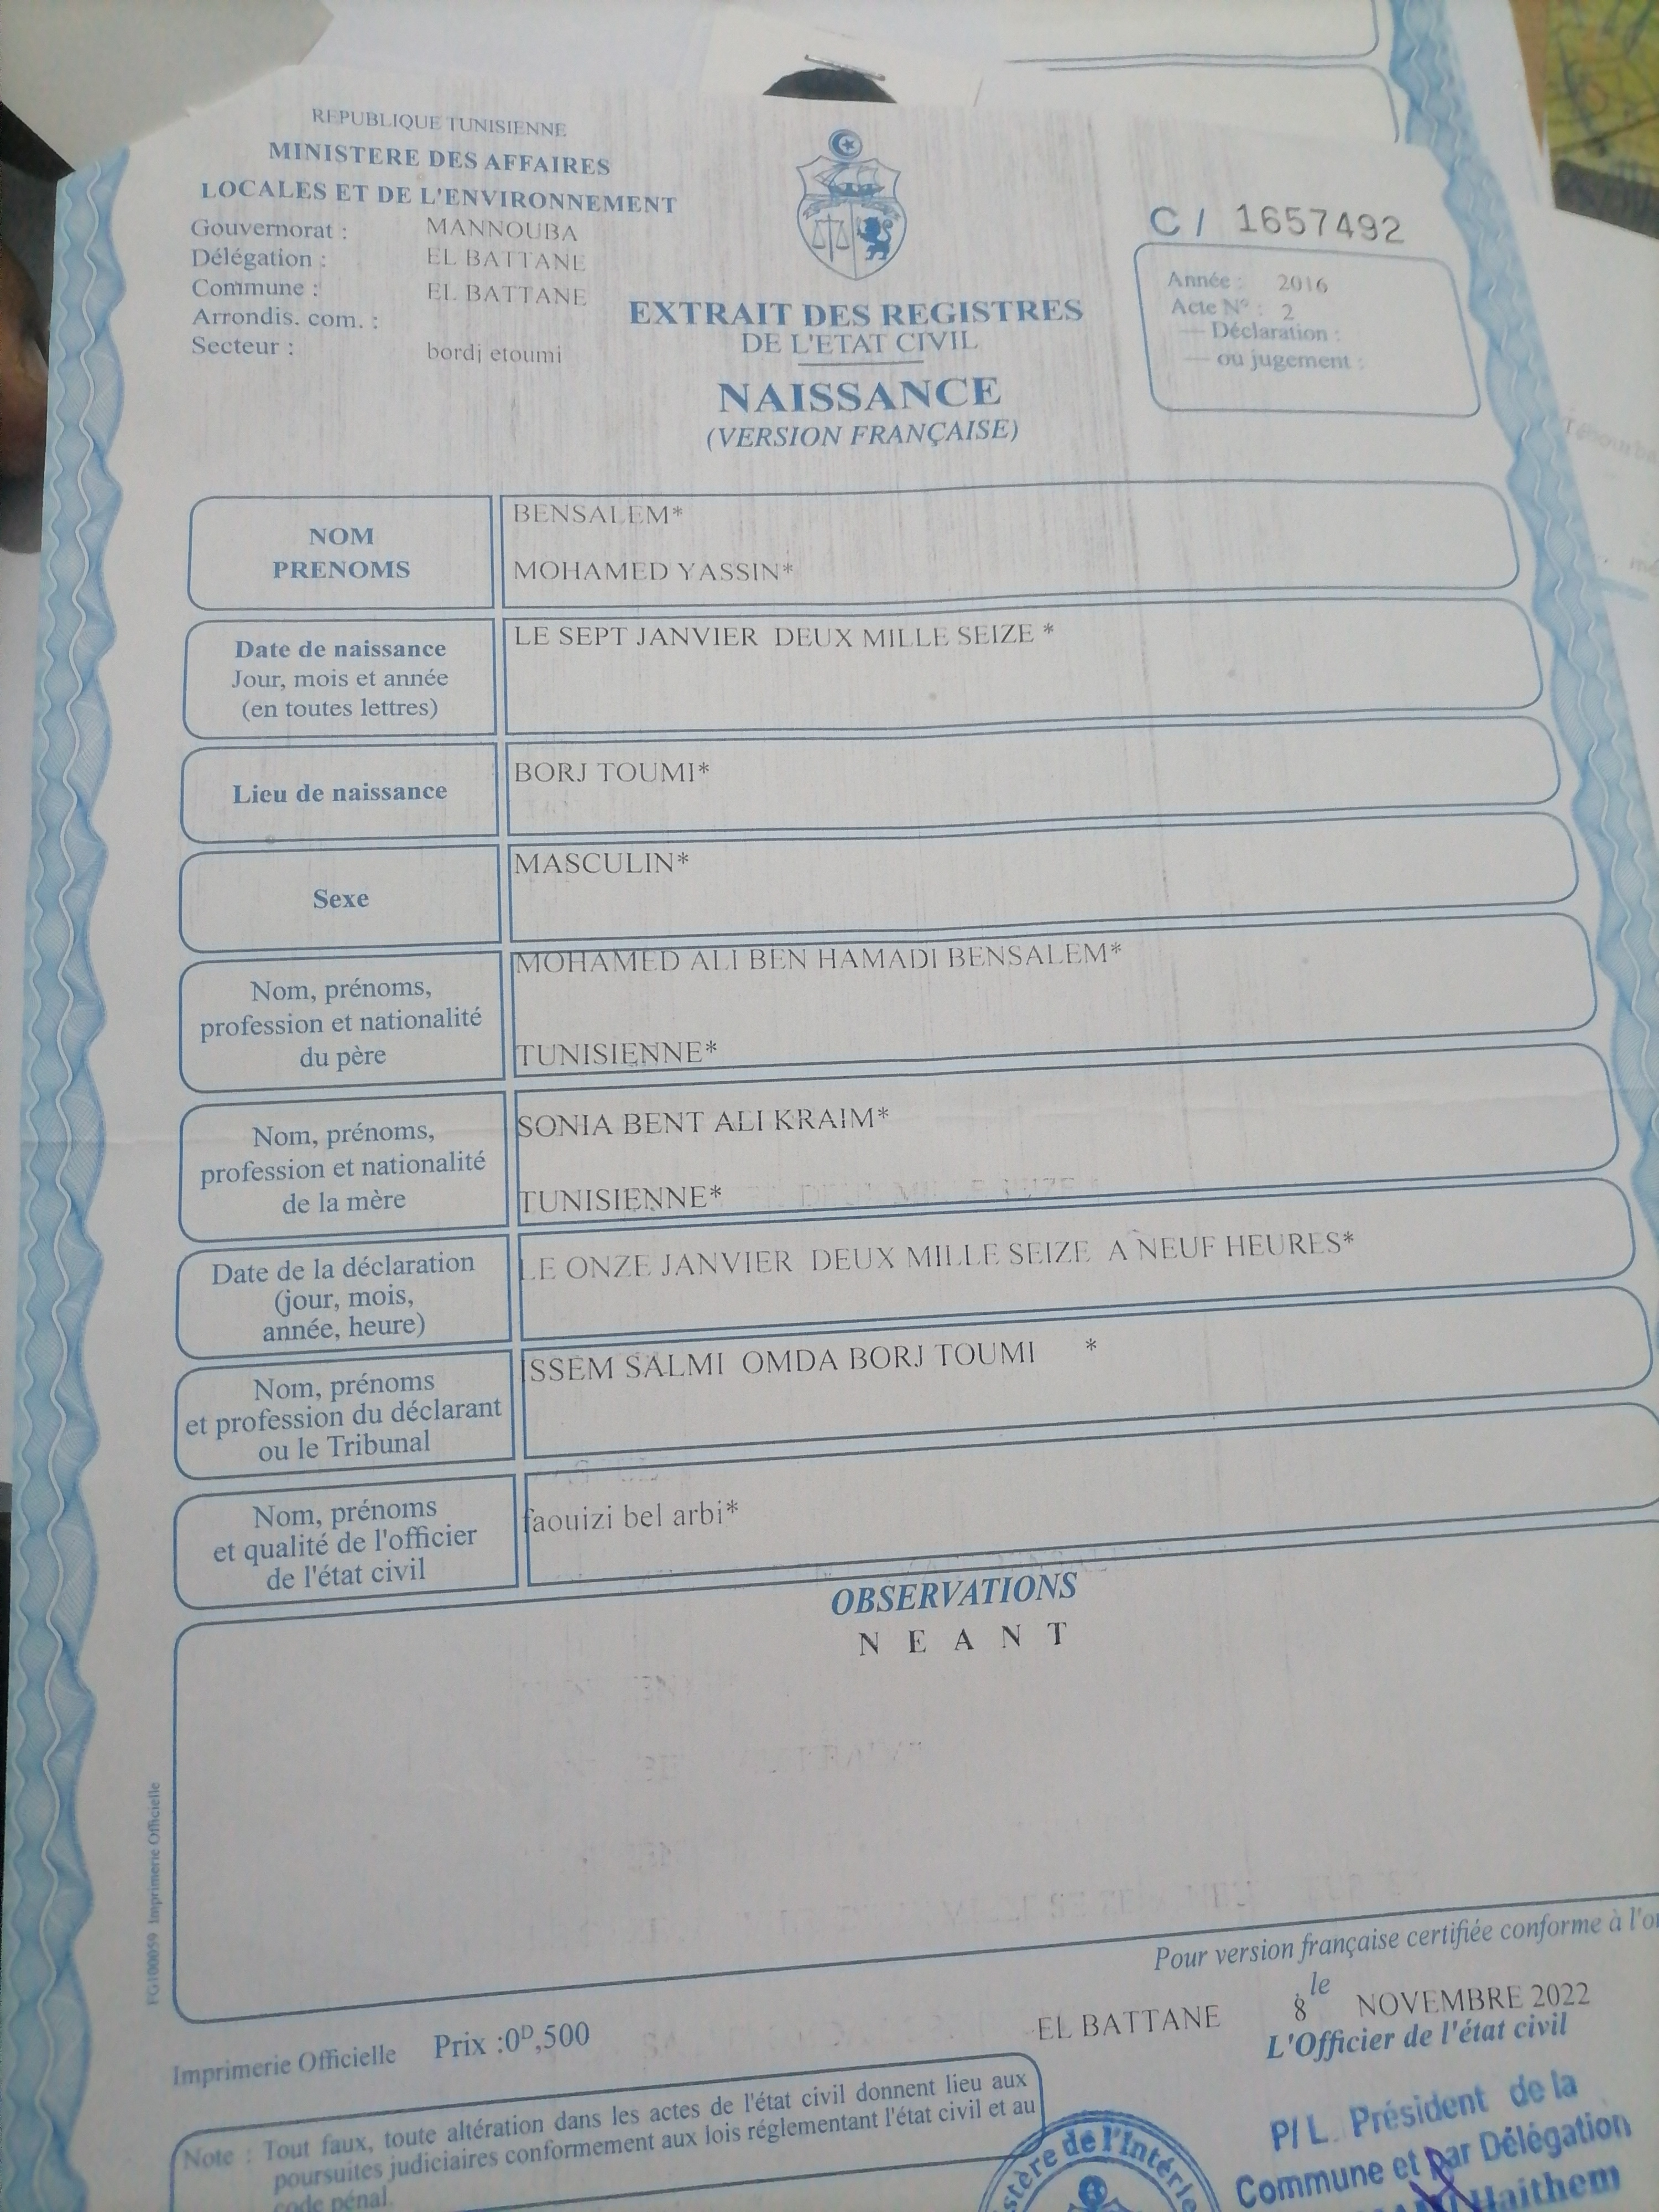 REPUBLIQUE TUNISIENNE
MINISTERE DES AFFAIRES
LOCALES ET DE L'ENVIRONNEMENT
Gouvernorat : MANNOUBA
Délégation : EL BATTANE
Commune : EL BATTANE
Arrondis. com. :
Secteur : bordj etoumi
EXTRAIT DES REGISTRES
DE L'ETAT CIVIL
NAISSANCE
(VERSION FRANÇAISE)
C / 1657492
Année : 2016
Acte N° : 2
— Déclaration :
— ou jugement :
NOM
PRENOMS
BENSALEM*
MOHAMED YASSIN*
Date de naissance
Jour, mois et année
(en toutes lettres)
LE SEPT JANVIER DEUX MILLE SEIZE *
Lieu de naissance
BORJ TOUMI*
Sexe
MASCULIN*
Nom, prénoms,
profession et nationalité
du père
MOHAMED ALI BEN HAMADI BENSALEM*
TUNISIENNE*
Nom, prénoms,
profession et nationalité
de la mère
SONIA BENT ALI KRAIM*
TUNISIENNE*
Date de la déclaration
(jour, mois,
année, heure)
LE ONZE JANVIER DEUX MILLE SEIZE A NEUF HEURES*
Nom, prénoms
et profession du déclarant
ou le Tribunal
ISSEM SALMI OMDA BORJ TOUMI *
Nom, prénoms
et qualité de l'officier
de l'état civil
faouizi bel arbi*
OBSERVATIONS
N E A N T
FG100059 Imprimerie Officielle
Pour version française certifiée conforme à l'or
EL BATTANE le 8 NOVEMBRE 2022
L'Officier de l'état civil
Imprimerie Officielle Prix :0ᴰ,500
Note : Tout faux, toute altération dans les actes de l'état civil donnent lieu aux
poursuites judiciaires conformement aux lois réglementant l'état civil et au
code pénal.
P/ L Président de la
Commune et par Délégation
Haithem